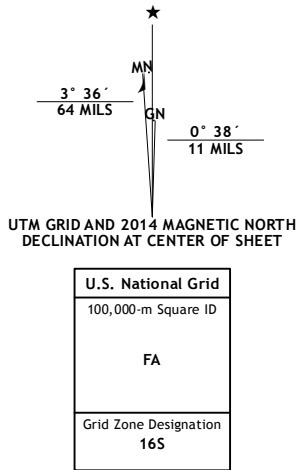 ★
MN
3° 36´
64 MILS
GN
0° 38´
11 MILS
UTM GRID AND 2014 MAGNETIC NORTH
DECLINATION AT CENTER OF SHEET
U.S. National Grid
100,000-m Square ID
FA
Grid Zone Designation
16S